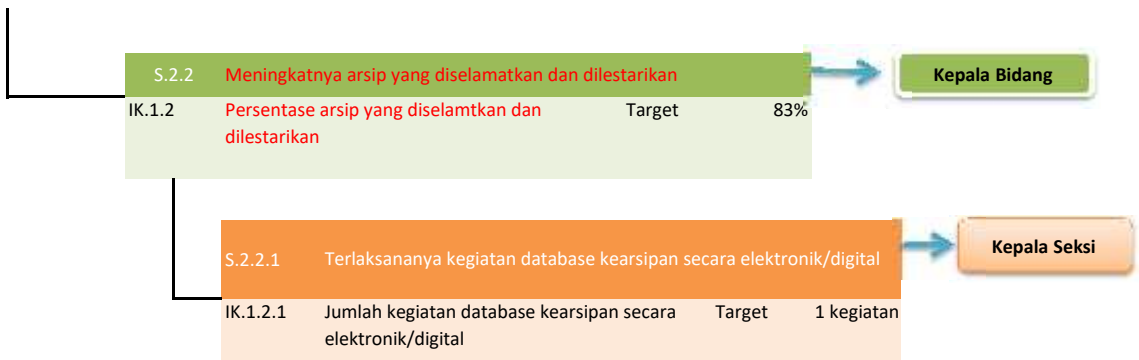 S.2.2 Meningkatnya arsip yang diselamatkan dan dilestarikan
Kepala Bidang
IK.1.2 Persentase arsip yang diselamtkan dan Target 83%
dilestarikan
S.2.2.1 Terlaksananya kegiatan database kearsipan secara elektronik/digital
Kepala Seksi
IK.1.2.1 Jumlah kegiatan database kearsipan secara Target 1 kegiatan
elektronik/digital